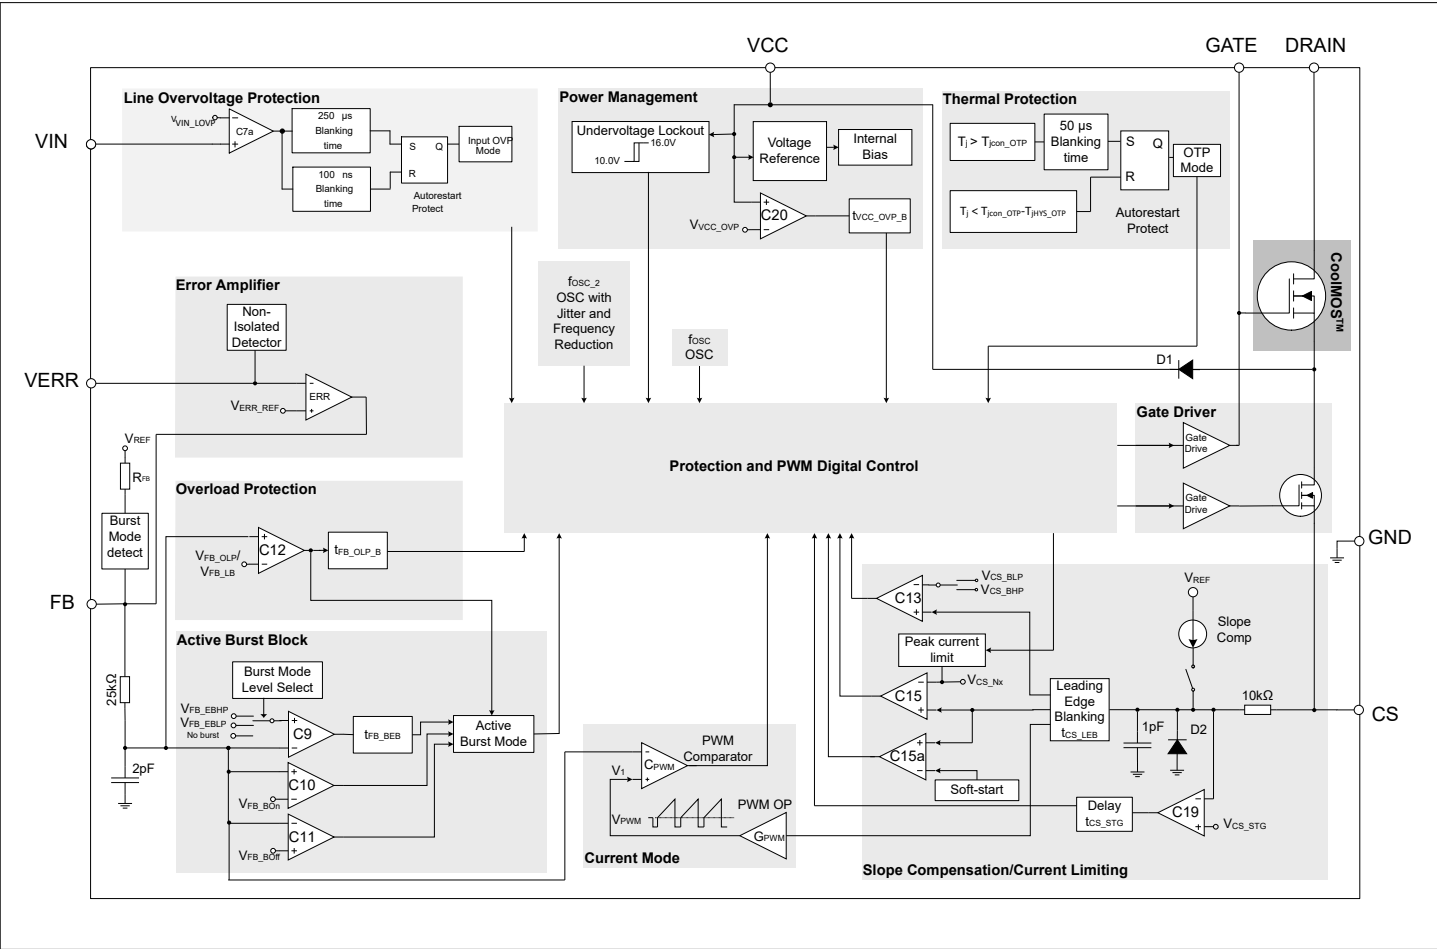 VCC
GATE
DRAIN
Line Overvoltage Protection
VIN
VVIN_LOVP
C7a
250 µs
Blanking
time
100 ns
Blanking
time
S
Q
R
Input OVP
Mode
Autorestart
Protect
Power Management
Undervoltage Lockout
16.0V
10.0V
Voltage
Reference
Internal
Bias
C20
VVCC_OVP
tVCC_OVP_B
Thermal Protection
Tj > Tjcon_OTP
50 µs
Blanking
time
S
Q
R
OTP
Mode
Tj < Tjcon_OTP-TjHYS_OTP
Autorestart
Protect
CoolMOS™
Error Amplifier
Non-
Isolated
Detector
VERR
ERR
VERR_REF
fOSC_2
OSC with
Jitter and
Frequency
Reduction
fOSC
OSC
D1
VREF
RFB
Burst
Mode
detect
FB
25kΩ
2pF
Protection and PWM Digital Control
Gate Driver
Gate
Drive
Gate
Drive
GND
Overload Protection
C12
VFB_OLP/
VFB_LB
tFB_OLP_B
Active Burst Block
Burst Mode
Level Select
VFB_EBHP
VFB_EBLP
No burst
C9
tFB_BEB
Active
Burst Mode
C10
VFB_BOn
C11
VFB_BOff
PWM
Comparator
CPWM
V1
VPWM
PWM OP
GPWM
Current Mode
C13
VCS_BLP
VCS_BHP
Peak current
limit
VCS_Nx
C15
C15a
Soft-start
Leading
Edge
Blanking
tCS_LEB
VREF
Slope
Comp
10kΩ
CS
1pF
D2
Delay
tCS_STG
C19
VCS_STG
Slope Compensation/Current Limiting